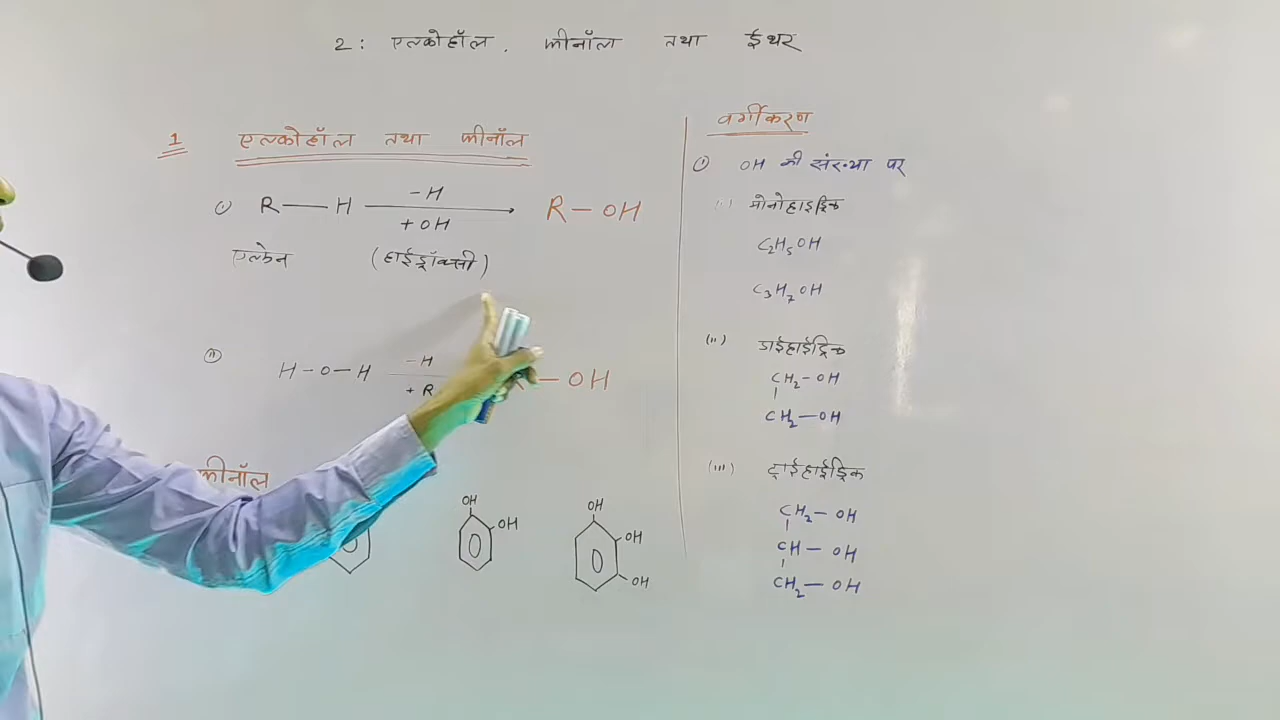 2: एल्कोहॉल, फीनॉल तथा ईथर
1 एल्कोहॉल तथा फीनॉल
(i) R — H -H +OH R — OH
एल्केन (हाईड्रॉक्सी)
(ii) H - O - H -H +R — OH
फीनॉल
OH OH
OH OH OH
वर्गीकरण
(i) OH की संख्या पर
(i) मोनोहाइड्रिक
C2H5OH
C3H7OH
(ii) डाईहाईड्रिक
CH2-OH
CH2-OH
(iii) ट्राईहाईड्रिक
CH2-OH
CH-OH
CH2-OH